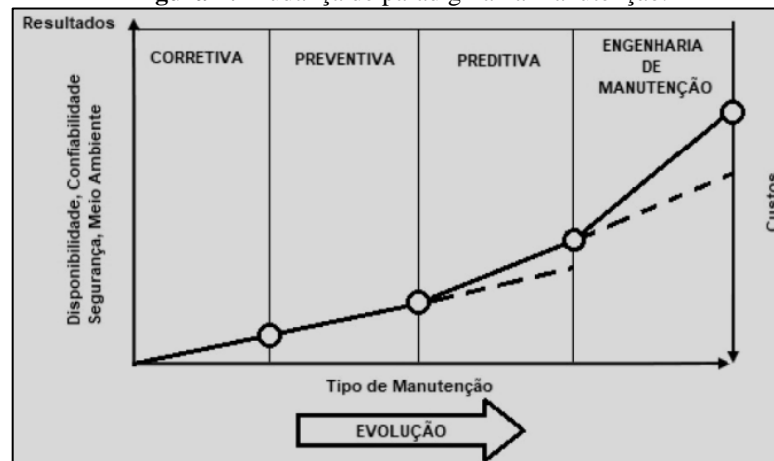 Resultados
CORRETIVA
PREVENTIVA
PREDITIVA
ENGENHARIA
DE
MANUTENÇÃO
Disponibilidade, Confiabilidade
Segurança, Meio Ambiente
Custos
Tipo de Manutenção
EVOLUÇÃO